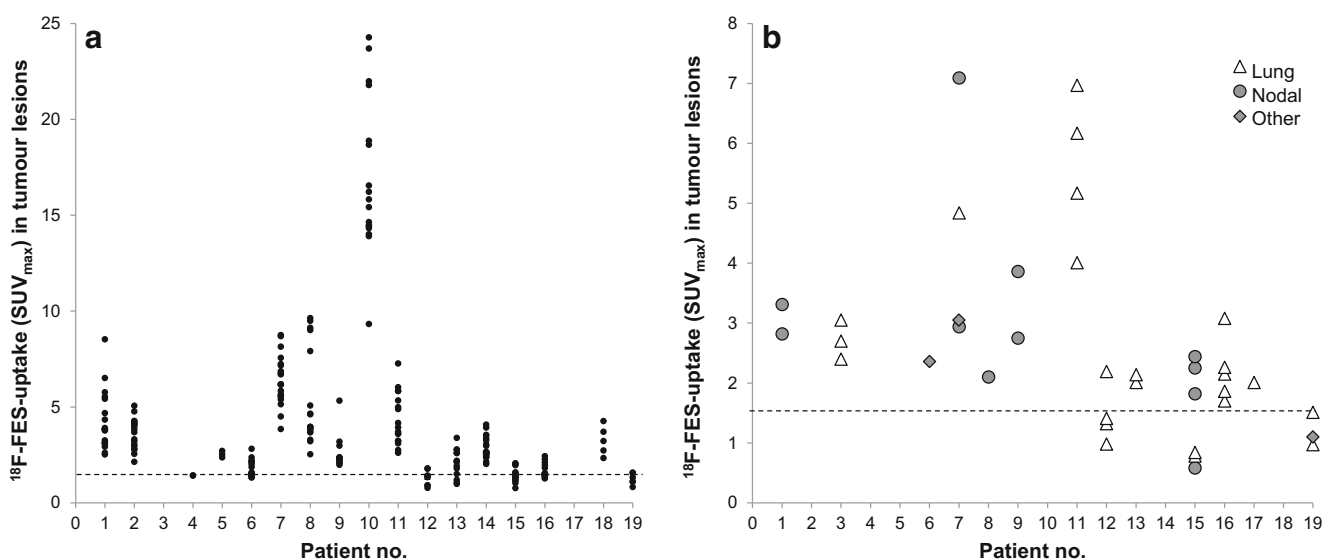 a
¹⁸F-FES-uptake (SUVmax) in tumour lesions
25
20
15
10
5
0
0 1 2 3 4 5 6 7 8 9 10 11 12 13 14 15 16 17 18 19
Patient no.
b
¹⁸F-FES-uptake (SUVmax) in tumour lesions
8
7
6
5
4
3
2
1
0
0 1 2 3 4 5 6 7 8 9 10 11 12 13 14 15 16 17 18 19
Patient no.
Lung
Nodal
Other